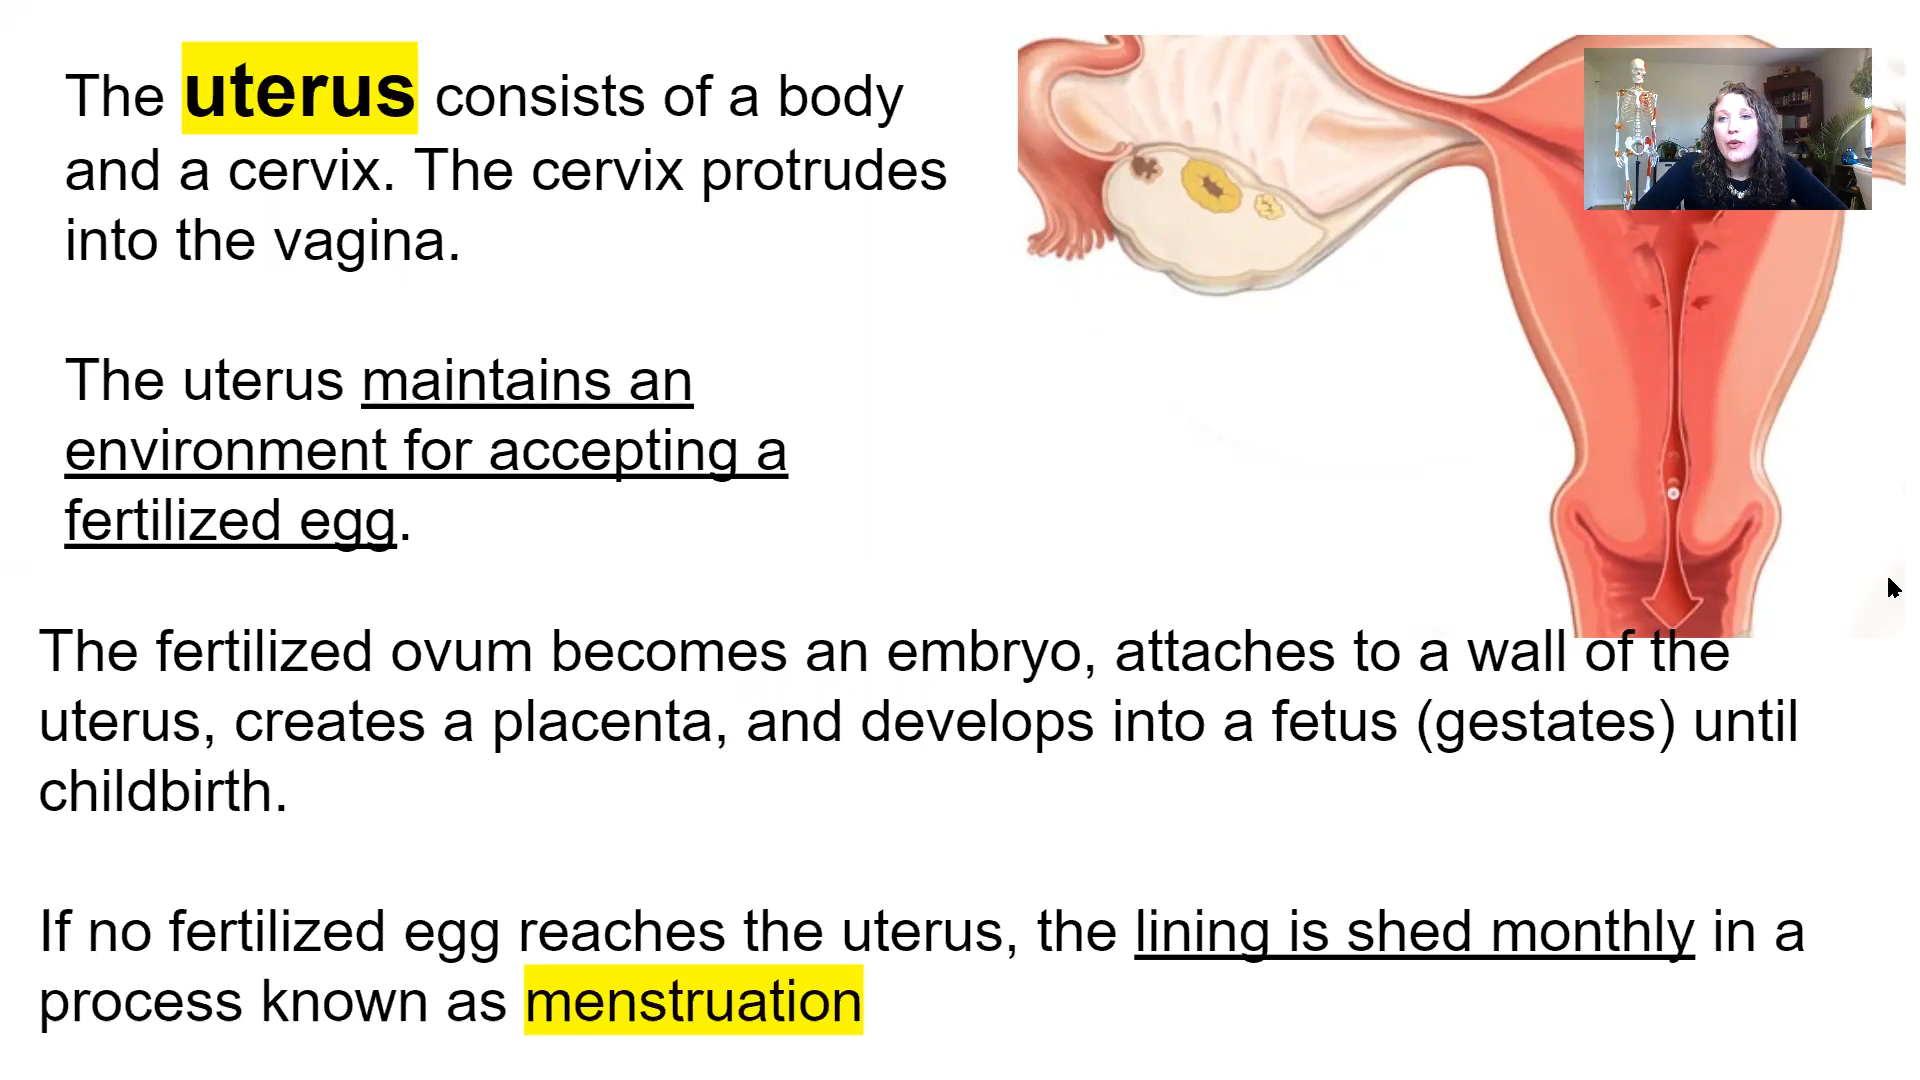 The uterus consists of a body
and a cervix. The cervix protrudes
into the vagina.
The uterus maintains an
environment for accepting a
fertilized egg.
The fertilized ovum becomes an embryo, attaches to a wall of the
uterus, creates a placenta, and develops into a fetus (gestates) until
childbirth.
If no fertilized egg reaches the uterus, the lining is shed monthly in a
process known as menstruation